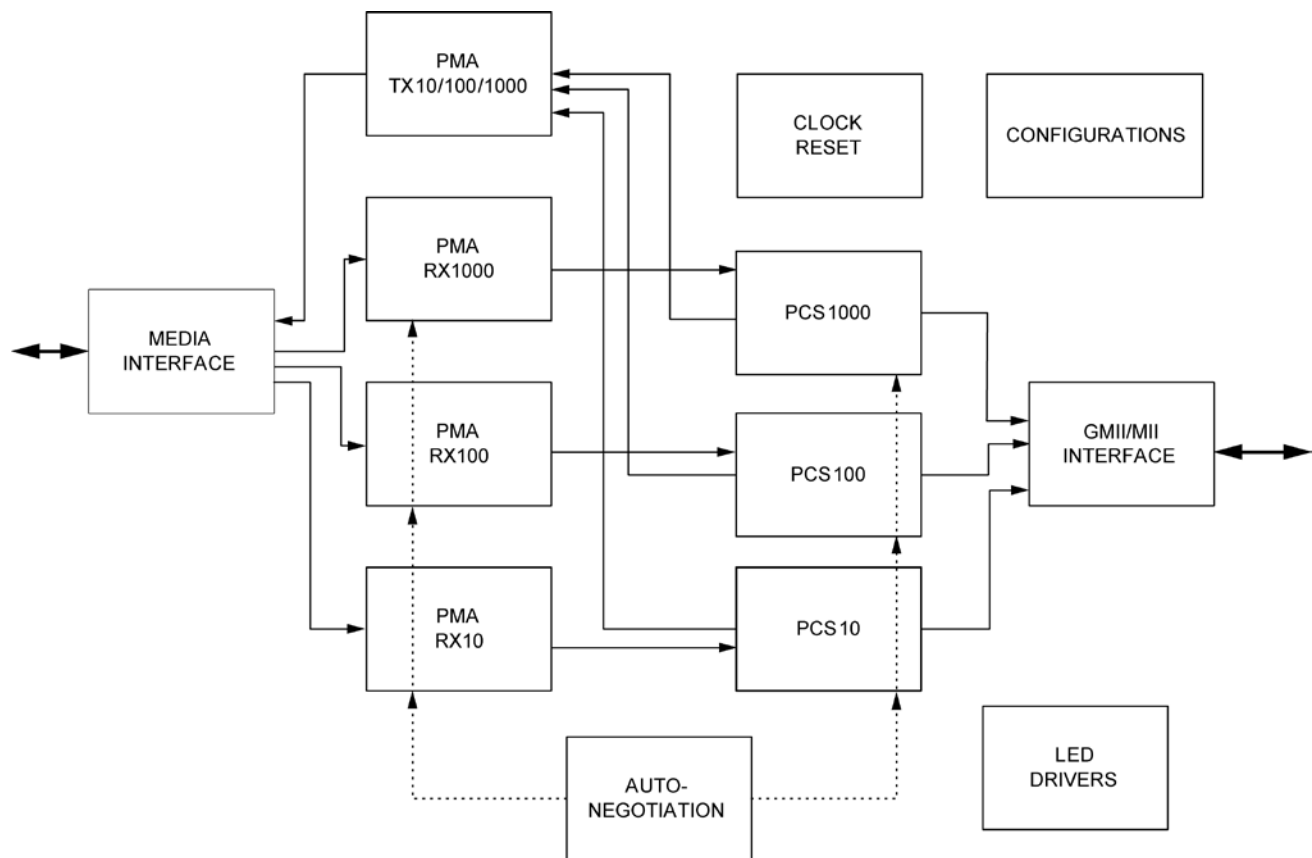 PMA
TX10/100/1000
CLOCK
RESET
CONFIGURATIONS
PMA
RX1000
PCS1000
MEDIA
INTERFACE
PMA
RX100
PCS100
GMII/MII
INTERFACE
PMA
RX10
PCS10
AUTO-
NEGOTIATION
LED
DRIVERS